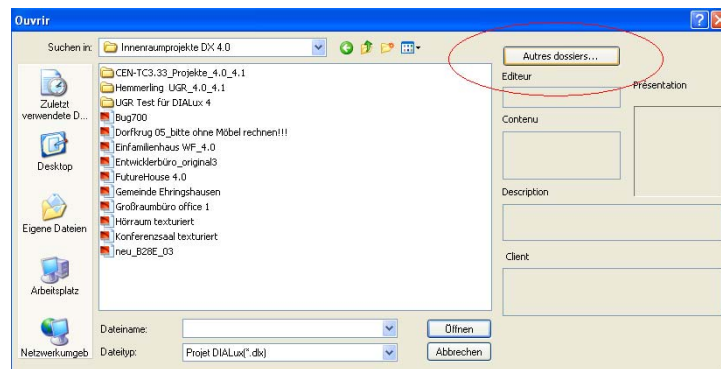 Ouvrir
Suchen in:
Innenraumprojekte DX 4.0
Autres dossiers...
Zuletzt
verwendete D...
Desktop
Eigene Dateien
Arbeitsplatz
Netzwerkumgeb
CEN-TC3.33_Projekte_4.0_4.1
Hemmerling UGR_4.0_4.1
UGR Test für DIALux 4
Bug700
Dorfkrug 05_bitte ohne Möbel rechnen!!!
Einfamilienhaus WF_4.0
Entwicklerbüro_original3
FutureHouse 4.0
Gemeinde Ehringshausen
Großraumbüro office 1
Hörraum texturiert
Konferenzsaal texturiert
neu_B28E_03
Editeur
Présentation
Contenu
Description
Client
Dateiname:
Öffnen
Dateityp:
Projet DIALux(*.dlx)
Abbrechen